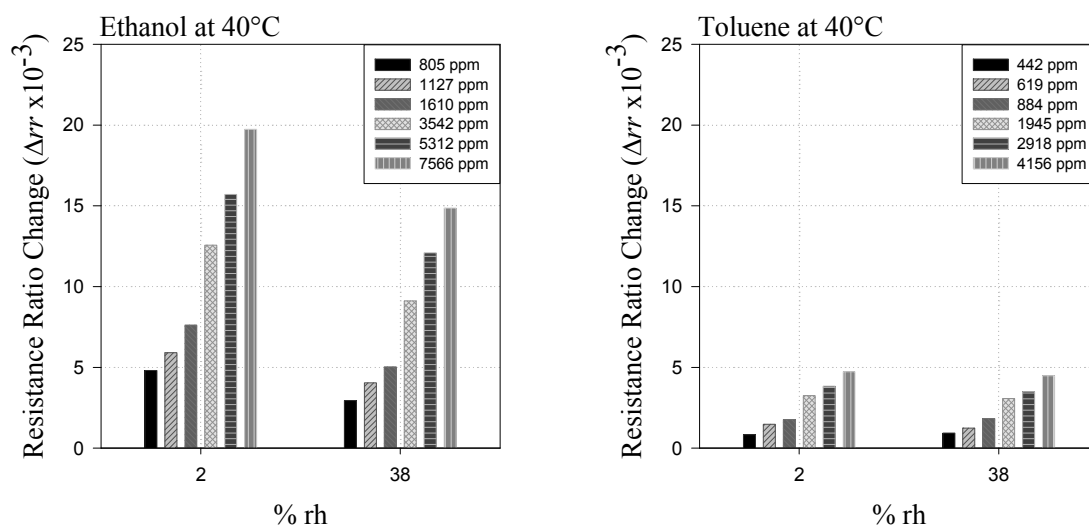 Ethanol at 40°C
Resistance Ratio Change (Δrr x10⁻³)
25
20
15
10
5
0
805 ppm
1127 ppm
1610 ppm
3542 ppm
5312 ppm
7566 ppm
2
38
% rh
Toluene at 40°C
Resistance Ratio Change (Δrr x10⁻³)
25
20
15
10
5
0
442 ppm
619 ppm
884 ppm
1945 ppm
2918 ppm
4156 ppm
2
38
% rh